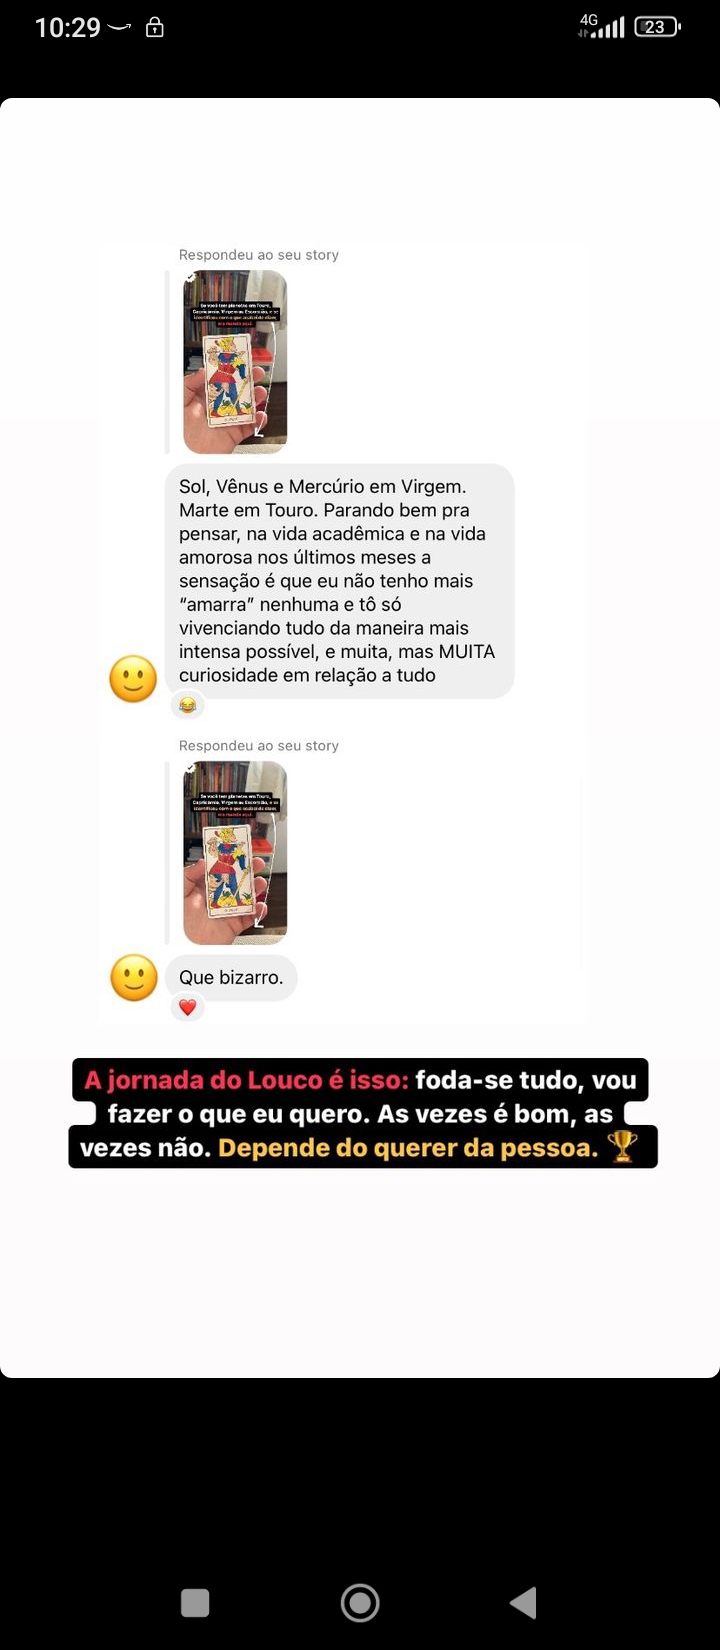 10:29
4G
23
Respondeu ao seu story
Se você tem planetas em Touro,
Capricórnio, Virgem ou Escorpião, e se
identificou com o que acabei de dizer,
me manda aqui.
Sol, Vênus e Mercúrio em Virgem.
Marte em Touro. Parando bem pra
pensar, na vida acadêmica e na vida
amorosa nos últimos meses a
sensação é que eu não tenho mais
“amarra” nenhuma e tô só
vivenciando tudo da maneira mais
intensa possível, e muita, mas MUITA
curiosidade em relação a tudo
Respondeu ao seu story
Se você tem planetas em Touro,
Capricórnio, Virgem ou Escorpião, e se
identificou com o que acabei de dizer,
me manda aqui.
Que bizarro.
A jornada do Louco é isso: foda-se tudo, vou
fazer o que eu quero. As vezes é bom, as
vezes não. Depende do querer da pessoa.